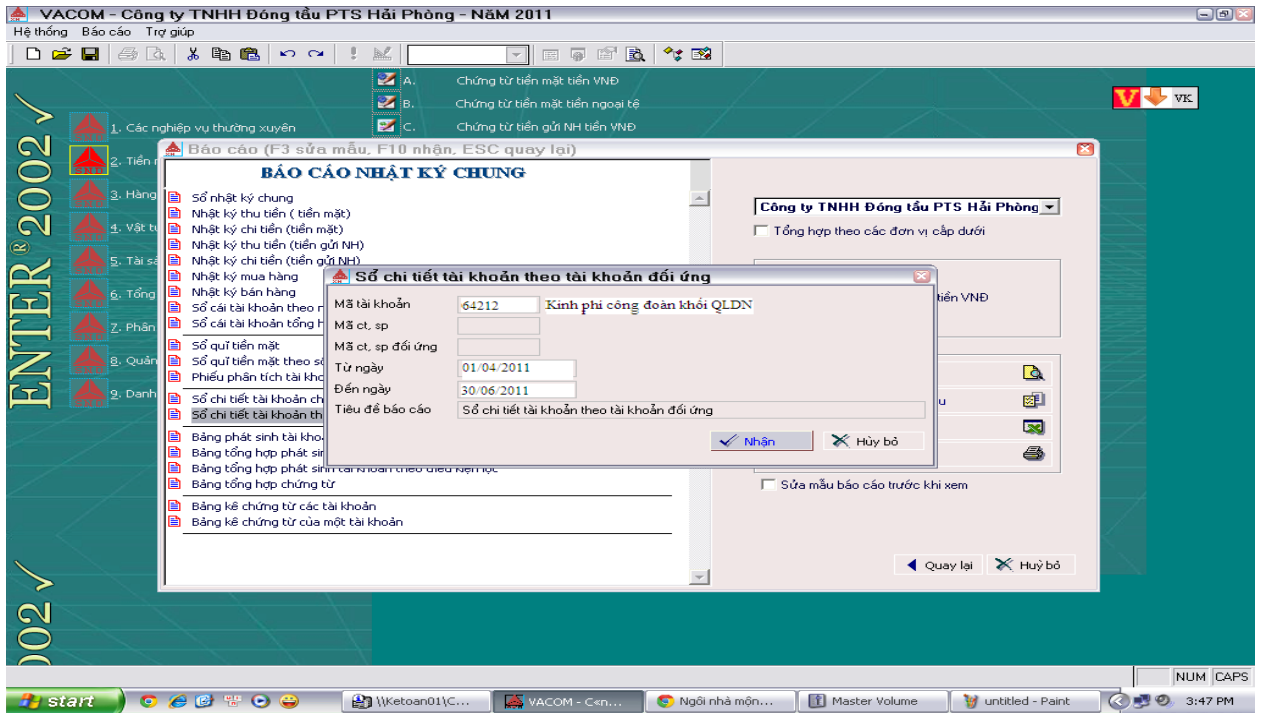 VACOM - Công ty TNHH Đóng tầu PTS Hải Phòng - NăM 2011
Hệ thống Báo cáo Trợ giúp
A. Chứng từ tiền mặt tiền VNĐ
B. Chứng từ tiền mặt tiền ngoại tệ
C. Chứng từ tiền gửi NH tiền VNĐ
V VK
ENTER®2002
002
1. Các nghiệp vụ thường xuyên
2. Tiền
3. Hàng
4. Vật tư
5. Tài sả
6. Tổng
7. Phân
8. Quản
9. Danh
Báo cáo (F3 sửa mẫu, F10 nhận, ESC quay lại)
BÁO CÁO NHẬT KÝ CHUNG
Sổ nhật ký chung
Nhật ký thu tiền ( tiền mặt)
Nhật ký chi tiền (tiền mặt)
Nhật ký thu tiền (tiền gửi NH)
Nhật ký chi tiền (tiền gửi NH)
Nhật ký mua hàng
Nhật ký bán hàng
Sổ cái tài khoản theo
Sổ cái tài khoản tổng
Sổ quĩ tiền mặt
Sổ quĩ tiền mặt theo
Phiếu phân tích tài
Sổ chi tiết tài khoản
Sổ chi tiết tài khoản
Bảng phát sinh tài
Bảng tổng hợp phát
Bảng tổng hợp phát sinh tài khoản theo điều kiện lọc
Bảng tổng hợp chứng từ
Bảng kê chứng từ các tài khoản
Bảng kê chứng từ của một tài khoản
Công ty TNHH Đóng tầu PTS Hải Phòng
Tổng hợp theo các đơn vị cấp dưới
tiền VNĐ
Sửa mẫu báo cáo trước khi xem
Quay lại Huỷ bỏ
Sổ chi tiết tài khoản theo tài khoản đối ứng
Mã tài khoản 64212 Kinh phí công đoàn khối QLDN
Mã ct, sp
Mã ct, sp đối ứng
Từ ngày 01/04/2011
Đến ngày 30/06/2011
Tiêu đề báo cáo Sổ chi tiết tài khoản theo tài khoản đối ứng
Nhận Hủy bỏ
NUM CAPS
start \\Ketoan01\C... VACOM - C«n... Ngôi nhà mộn... Master Volume untitled - Paint 3:47 PM